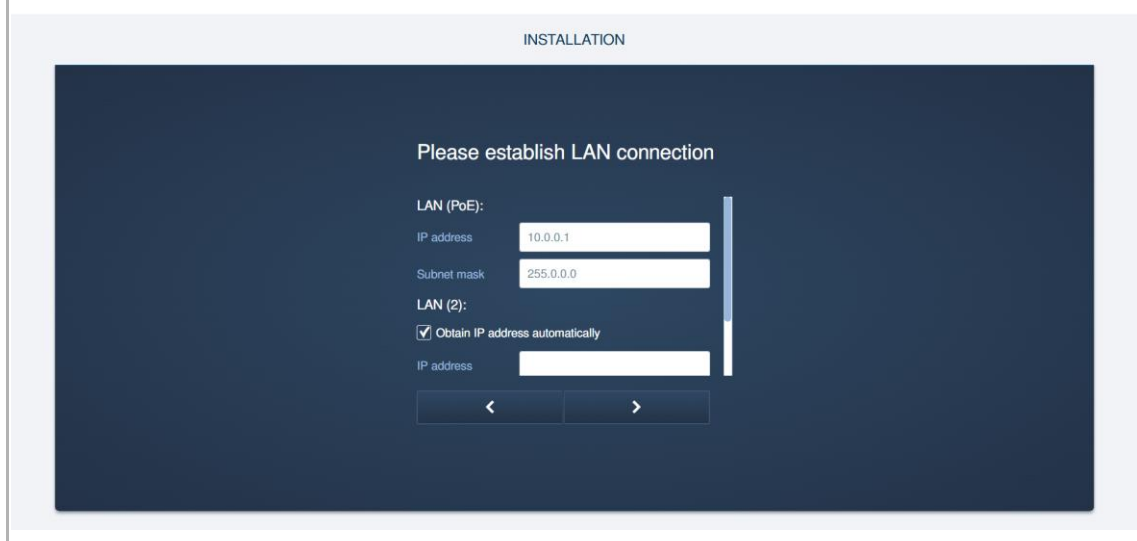 INSTALLATION
Please establish LAN connection
LAN (PoE):
IP address 10.0.0.1
Subnet mask 255.0.0.0
LAN (2):
Obtain IP address automatically
IP address